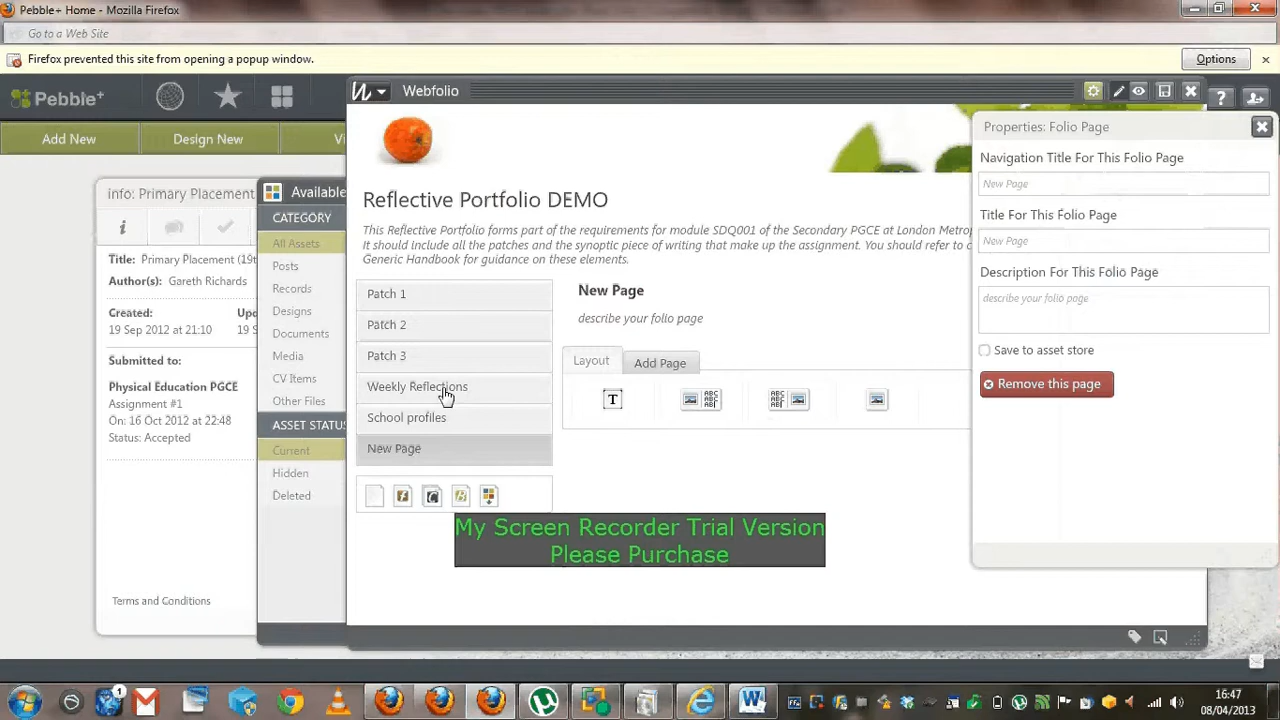 Pebble+ Home - Mozilla Firefox
Go to a Web Site
Firefox prevented this site from opening a popup window.
Options
Pebble+
Webfolio
Add New
Design New
Properties: Folio Page
Navigation Title For This Folio Page
New Page
Title For This Folio Page
New Page
Description For This Folio Page
describe your folio page
Save to asset store
Remove this page
info: Primary Placement
Title: Primary Placement (19t
Author(s): Gareth Richards
Created:
19 Sep 2012 at 21:10
19 S
Submitted to:
Physical Education PGCE
Assignment #1
On: 16 Oct 2012 at 22:48
Status: Accepted
Terms and Conditions
Available
CATEGORY
All Assets
Posts
Records
Designs
Documents
Media
CV Items
Other Files
ASSET STATU
Current
Hidden
Deleted
Reflective Portfolio DEMO
This Reflective Portfolio forms part of the requirements for module SDQ001 of the Secondary PGCE at London Metrop
it should include all the patches and the synoptic piece of writing that make up the assignment. You should refer to
Generic Handbook for guidance on these elements.
Patch 1
Patch 2
Patch 3
Weekly Reflections
School profiles
New Page
New Page
describe your folio page
Layout
Add Page
T
My Screen Recorder Trial Version
Please Purchase
1
16:47
08/04/2013